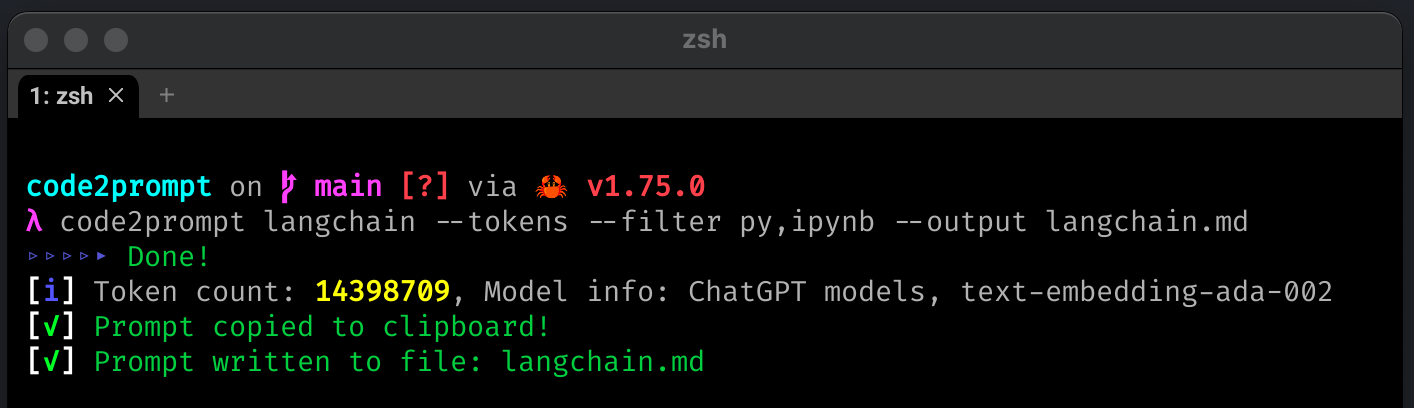 zsh
1: zsh × +
code2prompt on main [?] via 🦀 v1.75.0
λ code2prompt langchain --tokens --filter py,ipynb --output langchain.md
▹▹▹▹▸ Done!
[i] Token count: 14398709, Model info: ChatGPT models, text-embedding-ada-002
[√] Prompt copied to clipboard!
[√] Prompt written to file: langchain.md